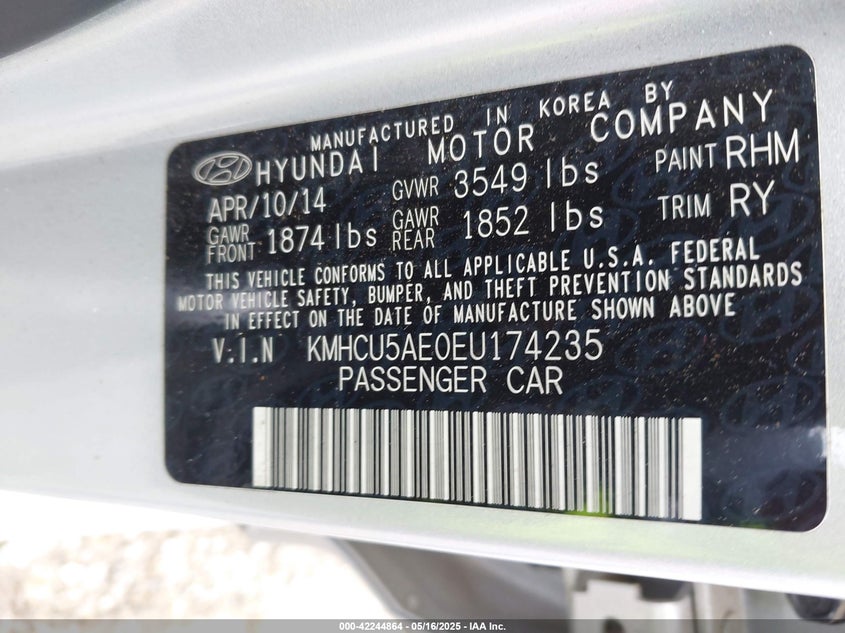 MANUFACTURED IN KOREA BY
HYUNDAI MOTOR COMPANY
APR/10/14 GVWR 3549 lbs PAINT RHM
GAWR FRONT 1874 lbs GAWR REAR 1852 lbs TRIM RY
THIS VEHICLE CONFORMS TO ALL APPLICABLE U.S.A. FEDERAL
MOTOR VEHICLE SAFETY, BUMPER, AND THEFT PREVENTION STANDARDS
IN EFFECT ON THE DATE OF MANUFACTURE SHOWN ABOVE
V.I.N KMHCU5AE0EU174235
PASSENGER CAR
000-42244864 - 05/16/2025 - IAA Inc.